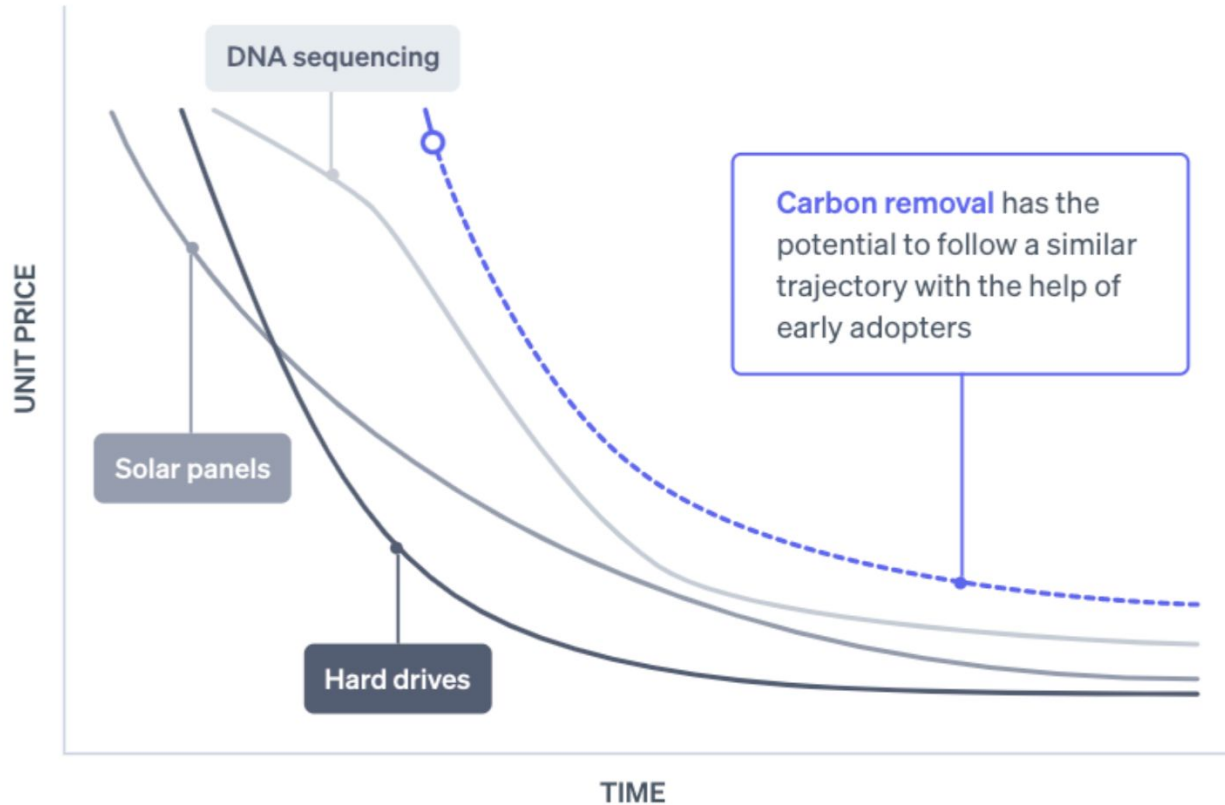 DNA sequencing
Carbon removal has the
potential to follow a similar
trajectory with the help of
early adopters
UNIT PRICE
Solar panels
Hard drives
TIME